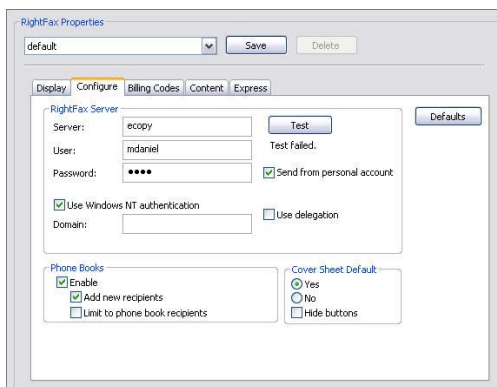 RightFax Properties
default
Save
Delete
Display
Configure
Billing Codes
Content
Express
RightFax Server
Defaults
Server:
ecopy
Test
User:
mdaniel
Test failed.
Password:
●●●●
Send from personal account
Use Windows NT authentication
Use delegation
Domain:
Phone Books
Enable
Add new recipients
Limit to phone book recipients
Cover Sheet Default
Yes
No
Hide buttons